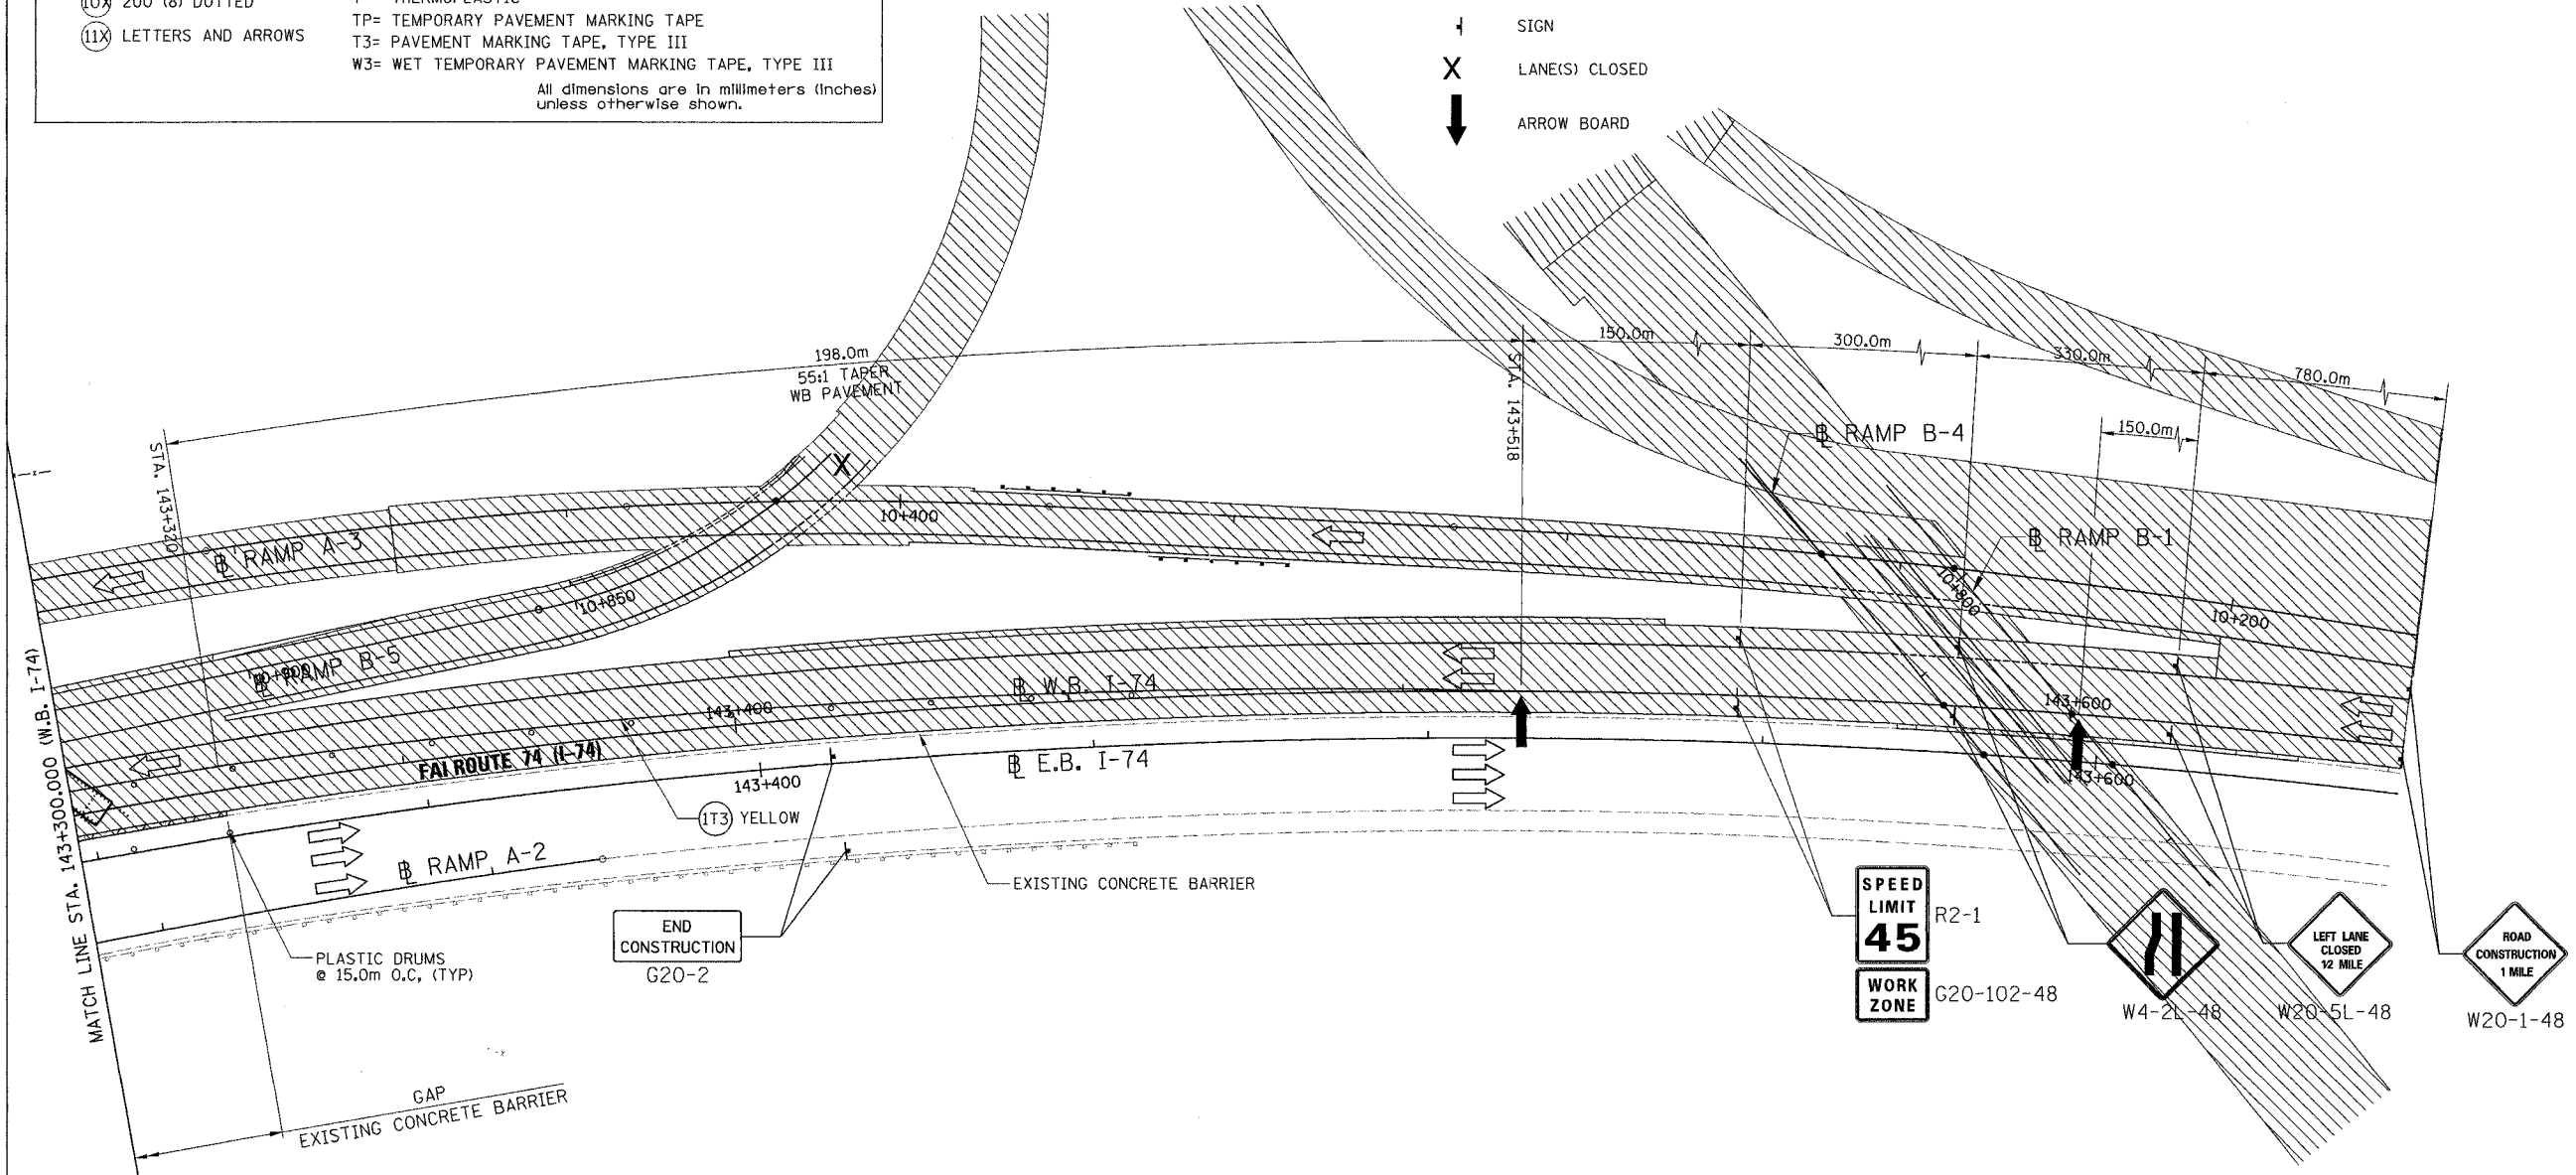 10X 200 (8) DOTTED
11X LETTERS AND ARROWS
THERMOPLASTIC
TP= TEMPORARY PAVEMENT MARKING TAPE
T3= PAVEMENT MARKING TAPE, TYPE III
W3= WET TEMPORARY PAVEMENT MARKING TAPE, TYPE III
All dimensions are in millimeters (inches)
unless otherwise shown.
SIGN
X LANE(S) CLOSED
ARROW BOARD
198.0m
55:1 TAPER
WB PAVEMENT
150.0m
300.0m
330.0m
780.0m
150.0m
STA. 143+320
STA. 143+518
X
℄ RAMP B-4
℄ RAMP B-1
℄ RAMP A-3
10+400
10+850
10+800
10+200
℄ RAMP B-5
10+900
℄ W.B. I-74
143+400
143+600
FAI ROUTE 74 (I-74)
℄ E.B. I-74
143+400
143+600
1T3 YELLOW
℄ RAMP A-2
EXISTING CONCRETE BARRIER
MATCH LINE STA. 143+300.000 (W.B. I-74)
PLASTIC DRUMS
@ 15.0m O.C. (TYP)
END
CONSTRUCTION
G20-2
SPEED
LIMIT
45
R2-1
WORK
ZONE
G20-102-48
W4-2L-48
LEFT LANE
CLOSED
1/2 MILE
W20-5L-48
ROAD
CONSTRUCTION
1 MILE
W20-1-48
GAP
EXISTING CONCRETE BARRIER